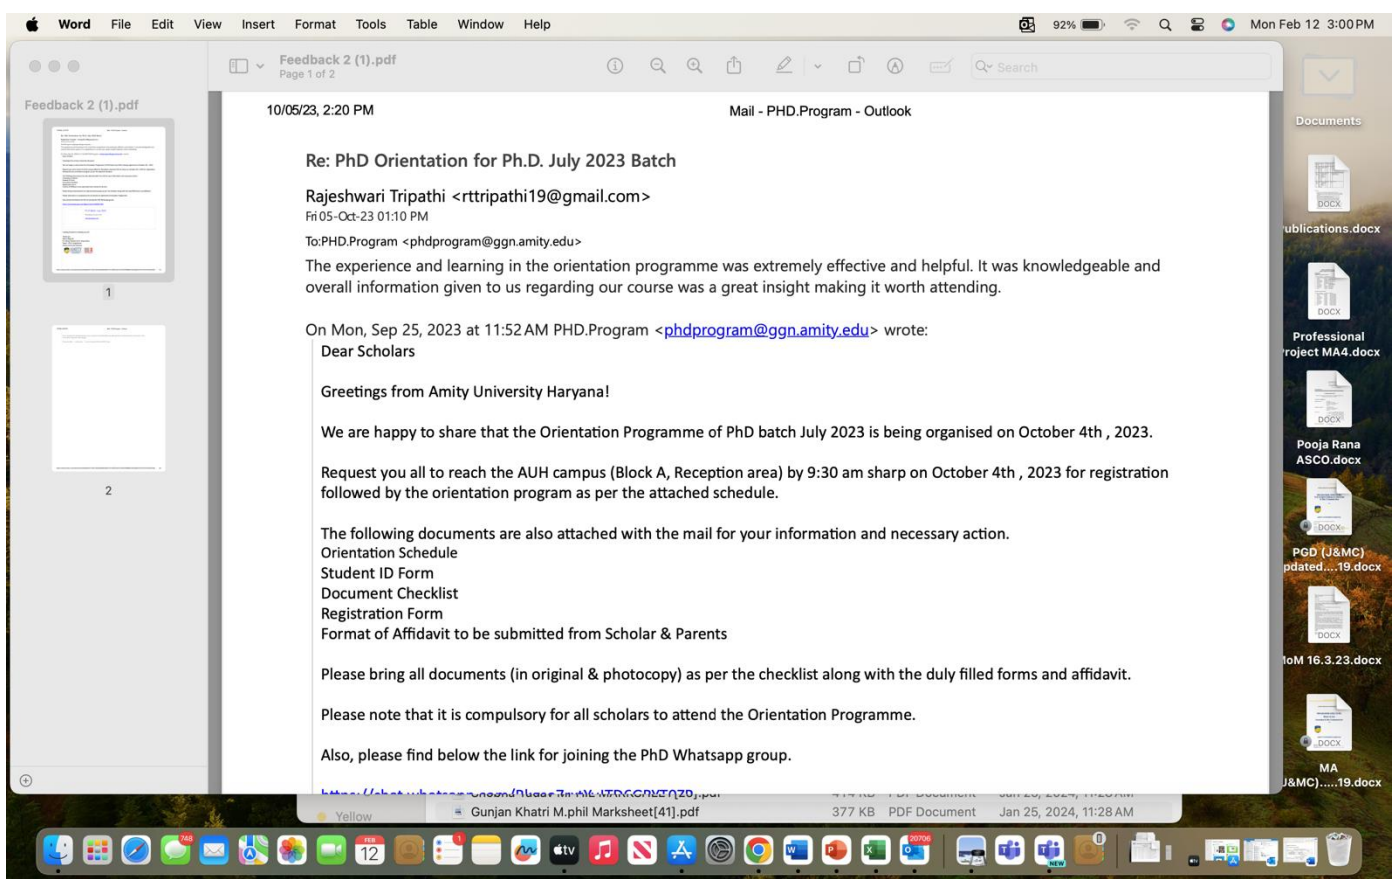 Word File Edit View Insert Format Tools Table Window Help
92% Mon Feb 12 3:00 PM
Feedback 2 (1).pdf
Page 1 of 2
Search
Feedback 2 (1).pdf
1
2
10/05/23, 2:20 PM Mail - PHD.Program - Outlook
Re: PhD Orientation for Ph.D. July 2023 Batch
Rajeshwari Tripathi <rttripathi19@gmail.com>
Fri 05-Oct-23 01:10 PM
To:PHD.Program <phdprogram@ggn.amity.edu>
The experience and learning in the orientation programme was extremely effective and helpful. It was knowledgeable and
overall information given to us regarding our course was a great insight making it worth attending.
On Mon, Sep 25, 2023 at 11:52 AM PHD.Program <phdprogram@ggn.amity.edu> wrote:
Dear Scholars
Greetings from Amity University Haryana!
We are happy to share that the Orientation Programme of PhD batch July 2023 is being organised on October 4th , 2023.
Request you all to reach the AUH campus (Block A, Reception area) by 9:30 am sharp on October 4th , 2023 for registration
followed by the orientation program as per the attached schedule.
The following documents are also attached with the mail for your information and necessary action.
Orientation Schedule
Student ID Form
Document Checklist
Registration Form
Format of Affidavit to be submitted from Scholar & Parents
Please bring all documents (in original & photocopy) as per the checklist along with the duly filled forms and affidavit.
Please note that it is compulsory for all scholars to attend the Orientation Programme.
Also, please find below the link for joining the PhD Whatsapp group.
Documents
DOCX
ublications.docx
DOCX
Professional
roject MA4.docx
DOCX
Pooja Rana
ASCO.docx
DOCX
PGD (J&MC)
pdated....19.docx
DOCX
IoM 16.3.23.docx
DOCX
MA
J&MC).....19.docx
Yellow
Gunjan Khatri M.phil Marksheet[41].pdf 377 KB PDF Document Jan 25, 2024, 11:28 AM
746
FEB
12
1
tv
20706
NEW